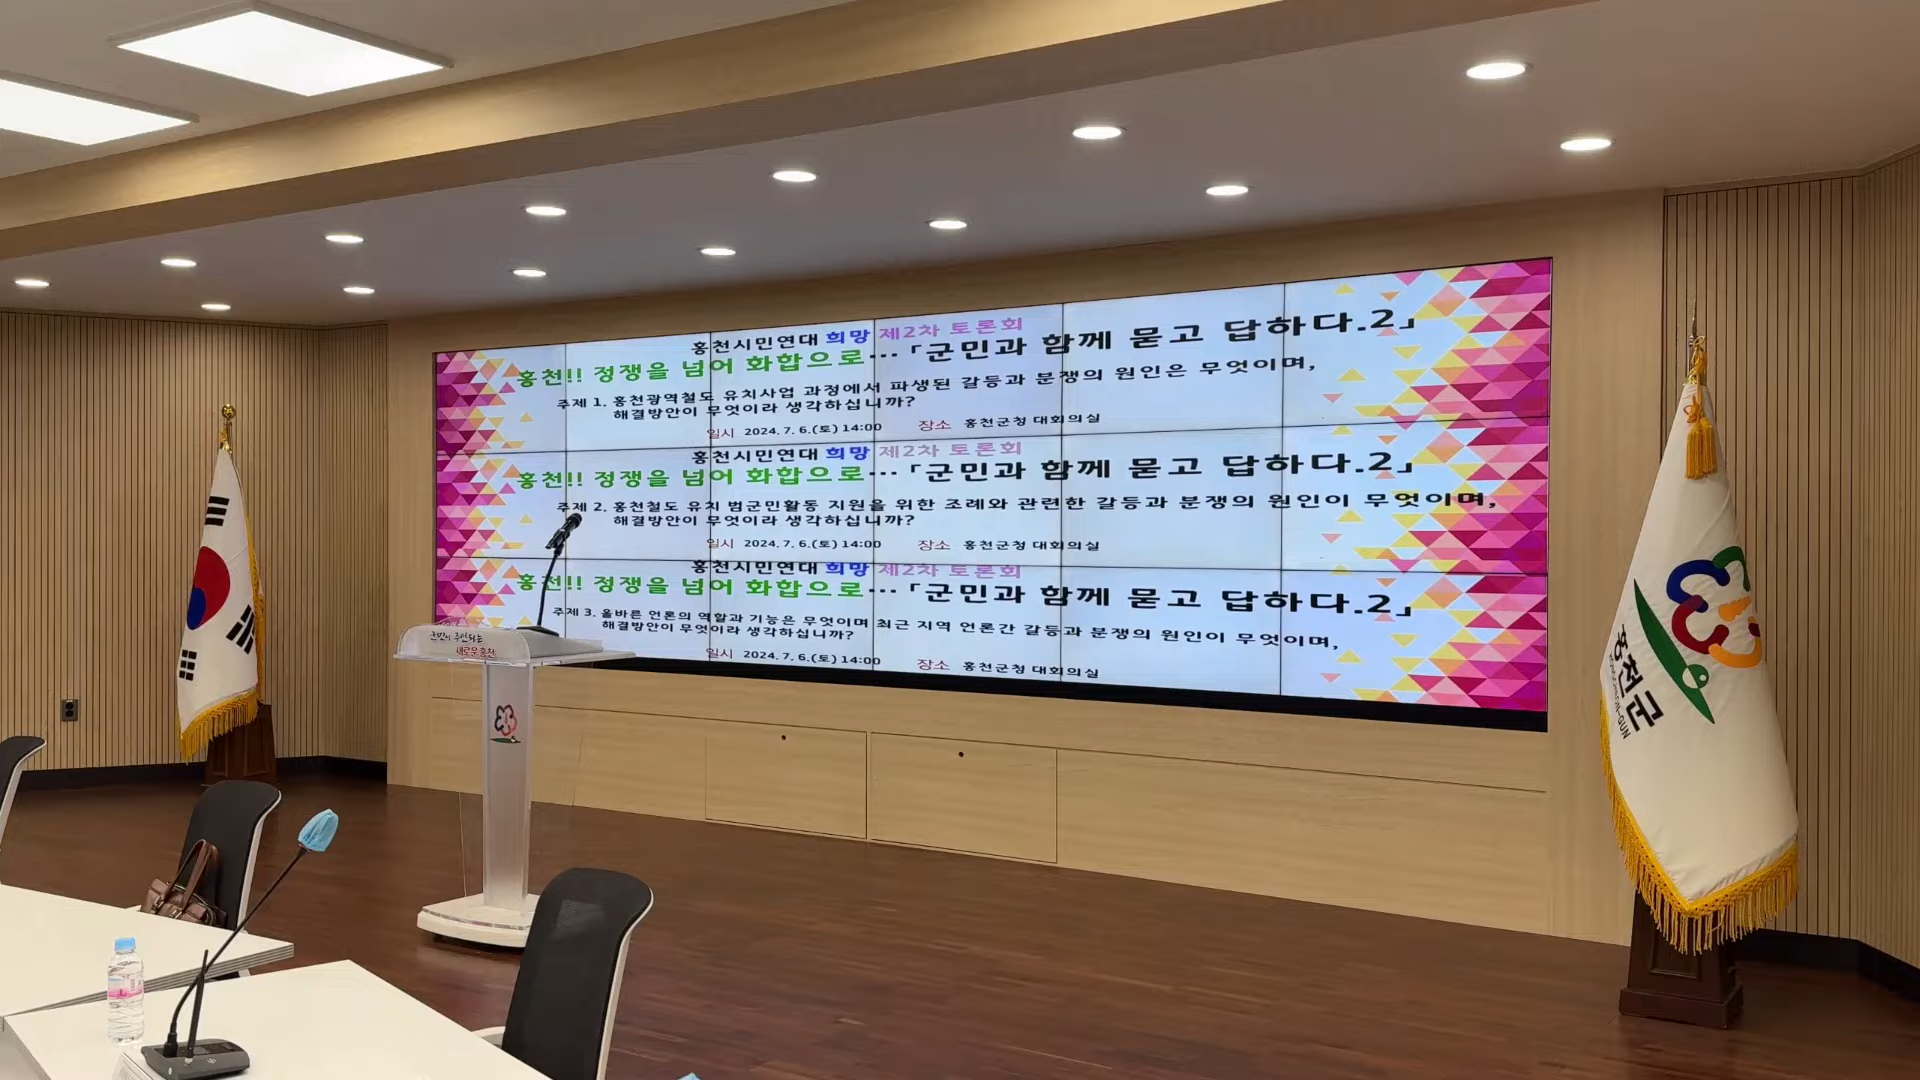 홍천시민연대 희망 제2차 토론회
홍천!! 정쟁을 넘어 화합으로…「군민과 함께 묻고 답하다.2」
주제 1. 홍천광역철도 유치사업 과정에서 파생된 갈등과 분쟁의 원인은 무엇이며,
해결방안이 무엇이라 생각하십니까?
일시 2024.7.6.(토) 14:00 장소 홍천군청 대회의실
홍천시민연대 희망 제2차 토론회
홍천!! 정쟁을 넘어 화합으로…「군민과 함께 묻고 답하다.2」
주제 2. 홍천철도 유치 범군민활동 지원을 위한 조례와 관련한 갈등과 분쟁의 원인이 무엇이며,
해결방안이 무엇이라 생각하십니까?
일시 2024.7.6.(토) 14:00 장소 홍천군청 대회의실
홍천시민연대 희망 제2차 토론회
홍천!! 정쟁을 넘어 화합으로…「군민과 함께 묻고 답하다.2」
주제 3. 올바른 언론의 역할과 기능은 무엇이며 최근 지역 언론간 갈등과 분쟁의 원인이 무엇이며,
해결방안이 무엇이라 생각하십니까?
일시 2024.7.6.(토) 14:00 장소 홍천군청 대회의실
군민이 주인되는
새로운홍천
홍천군